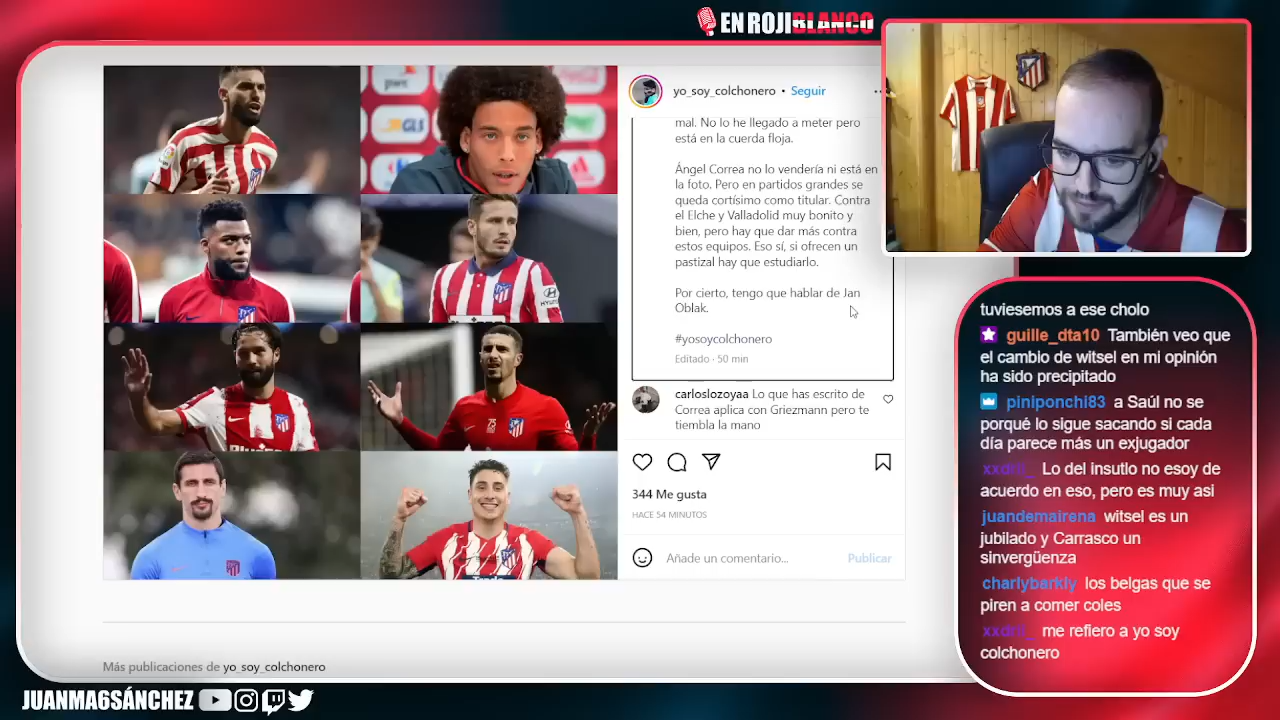 EN ROJIBLANCO
yo_soy_colchonero • Seguir
mal. No lo he llegado a meter pero
está en la cuerda floja.
Ángel Correa no lo vendería ni está en
la foto. Pero en partidos grandes se
queda cortísimo como titular. Contra
el Elche y Valladolid muy bonito y
bien, pero hay que dar más contra
estos equipos. Eso sí, si ofrecen un
pastizal hay que estudiarlo.
Por cierto, tengo que hablar de Jan
Oblak.
#yosoycolchonero
Editado · 50 min
carloslozoyaa Lo que has escrito de
Correa aplica con Griezmann pero te
tiembla la mano
344 Me gusta
HACE 54 MINUTOS
Añade un comentario... Publicar
Más publicaciones de yo_soy_colchonero
tuviesemos a ese cholo
guille_dta10 También veo que
el cambio de witsel en mi opinión
ha sido precipitado
piniponchi83 a Saúl no se
porqué lo sigue sacando si cada
día parece más un exjugador
Lo del insutlo no esoy de
acuerdo en eso, pero es muy asi
juandemairena witsel es un
jubilado y Carrasco un
sinvergüenza
charlybarkly los belgas que se
piren a comer coles
me refiero a yo soy
colchonero
JUANMA6SÁNCHEZ
pwc
GLS
HYUNDAI